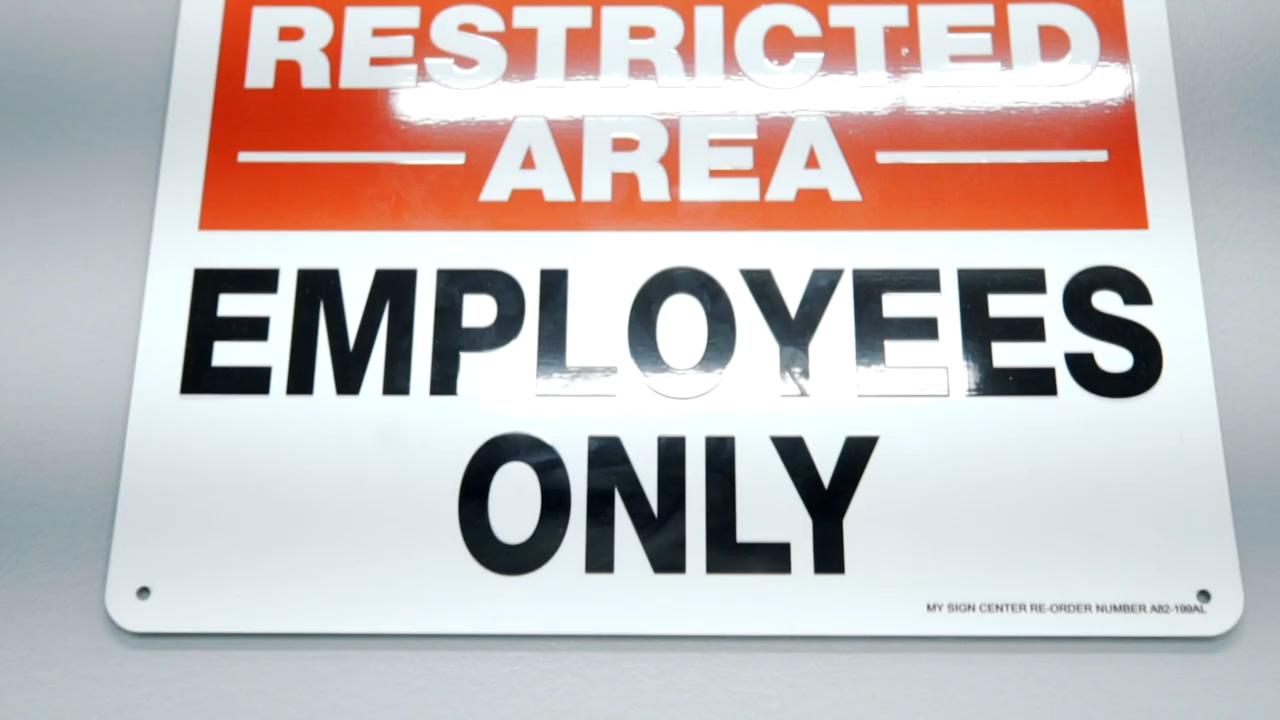 RESTRICTED
AREA
EMPLOYEES
ONLY
MY SIGN CENTER RE-ORDER NUMBER A82-199AL